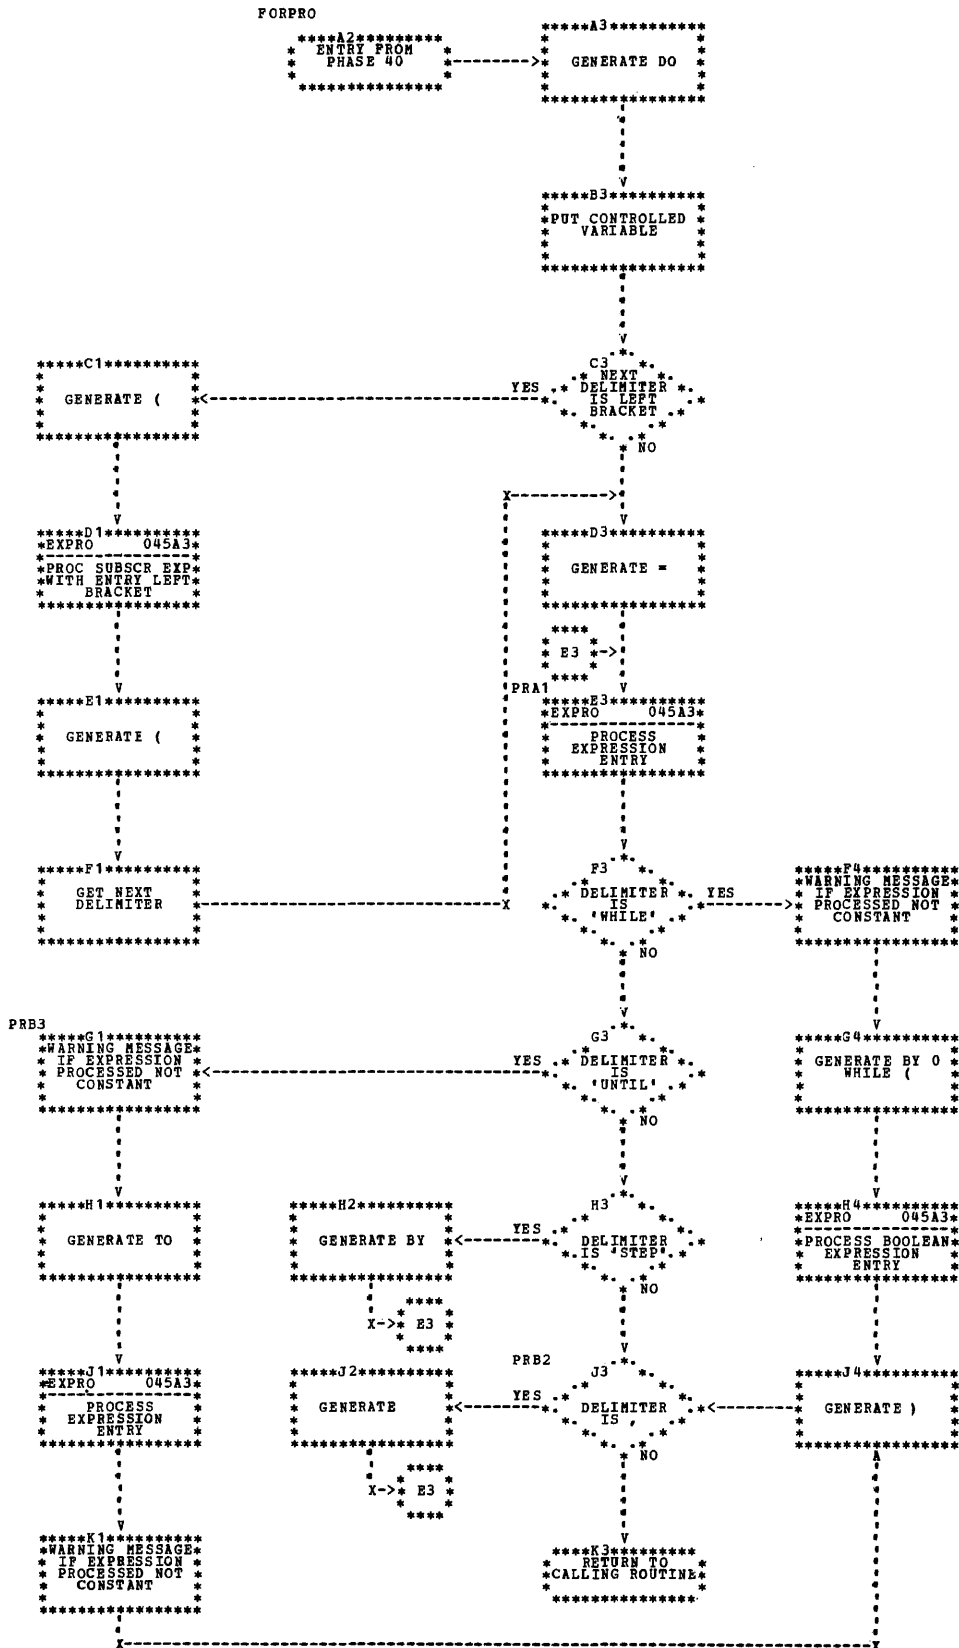 FORPRO
A2
ENTRY FROM
PHASE 40
A3
GENERATE DO
B3
PUT CONTROLLED
VARIABLE
C3
NEXT
DELIMITER
IS LEFT
BRACKET
YES
NO
C1
GENERATE (
D1
EXPRO 045A3
PROC SUBSCR EXP
WITH ENTRY LEFT
BRACKET
E1
GENERATE (
F1
GET NEXT
DELIMITER
X
X
D3
GENERATE =
E3
PRA1
E3
EXPRO 045A3
PROCESS
EXPRESSION
ENTRY
F3
DELIMITER
IS
'WHILE'
YES
NO
F4
WARNING MESSAGE
IF EXPRESSION
PROCESSED NOT
CONSTANT
G4
GENERATE BY 0
WHILE (
H4
EXPRO 045A3
PROCESS BOOLEAN
EXPRESSION
ENTRY
J4
GENERATE )
G3
DELIMITER
IS
'UNTIL'
YES
NO
PRB3
G1
WARNING MESSAGE
IF EXPRESSION
PROCESSED NOT
CONSTANT
H1
GENERATE TO
J1
EXPRO 045A3
PROCESS
EXPRESSION
ENTRY
K1
WARNING MESSAGE
IF EXPRESSION
PROCESSED NOT
CONSTANT
H3
DELIMITER
IS 'STEP'
YES
NO
H2
GENERATE BY
X-> E3
PRB2
J3
DELIMITER
IS ,
YES
NO
J2
GENERATE
X-> E3
K3
RETURN TO
CALLING ROUTINE
X
X